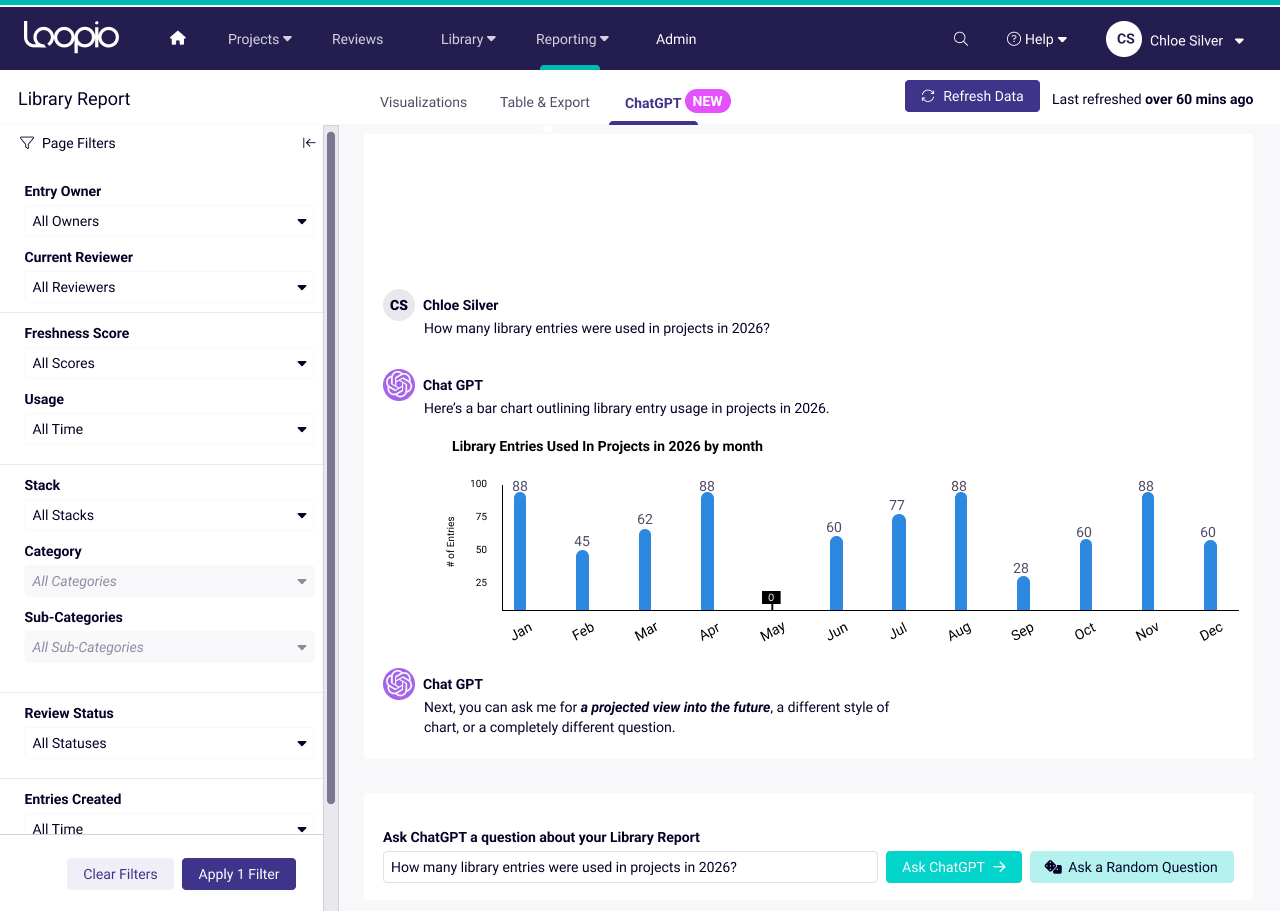 Loopio
Projects
Reviews
Library
Reporting
Admin
Help
CS
Chloe Silver
Library Report
Visualizations
Table & Export
ChatGPT
NEW
Refresh Data
Last refreshed over 60 mins ago
Page Filters
Entry Owner
All Owners
Current Reviewer
All Reviewers
Freshness Score
All Scores
Usage
All Time
Stack
All Stacks
Category
All Categories
Sub-Categories
All Sub-Categories
Review Status
All Statuses
Entries Created
All Time
Clear Filters
Apply 1 Filter
CS
Chloe Silver
How many library entries were used in projects in 2026?
Chat GPT
Here’s a bar chart outlining library entry usage in projects in 2026.
Library Entries Used In Projects in 2026 by month
# of Entries
100
75
50
25
88
45
62
88
0
60
77
88
28
60
88
60
Jan
Feb
Mar
Apr
May
Jun
Jul
Aug
Sep
Oct
Nov
Dec
Chat GPT
Next, you can ask me for a projected view into the future, a different style of
chart, or a completely different question.
Ask ChatGPT a question about your Library Report
How many library entries were used in projects in 2026?
Ask ChatGPT
Ask a Random Question